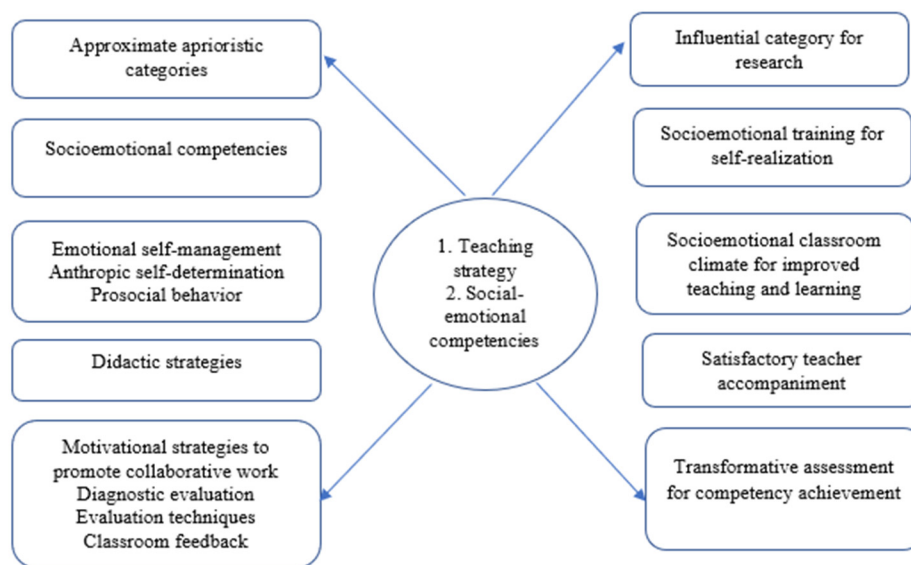 Approximate aprioristic
categories
Socioemotional competencies
Emotional self-management
Anthropic self-determination
Prosocial behavior
Didactic strategies
Motivational strategies to
promote collaborative work
Diagnostic evaluation
Evaluation techniques
Classroom feedback
1. Teaching
strategy
2. Social-
emotional
competencies
Influential category for
research
Socioemotional training for
self-realization
Socioemotional classroom
climate for improved
teaching and learning
Satisfactory teacher
accompaniment
Transformative assessment
for competency achievement